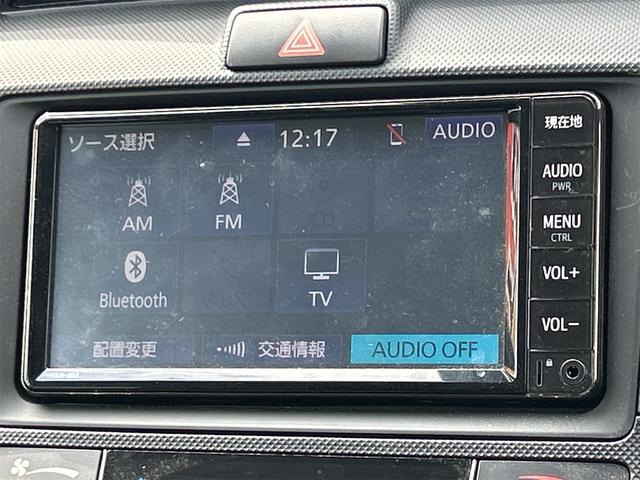 ソース選択 12:17 AUDIO
AM FM CD
Bluetooth AUX TV
配置変更 交通情報 AUDIO OFF
現在地
AUDIO
PWR
MENU
CTRL
VOL+
VOL-